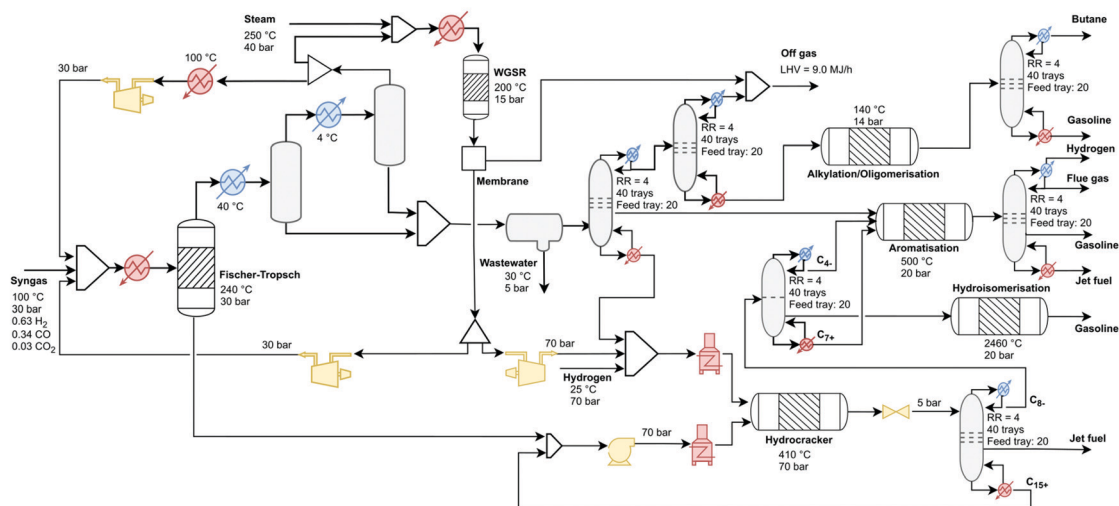 Steam
250 °C
40 bar
30 bar
100 °C
4 °C
40 °C
WGSR
200 °C
15 bar
Membrane
Off gas
LHV = 9.0 MJ/h
RR = 4
40 trays
Feed tray: 20
RR = 4
40 trays
Feed tray: 20
140 °C
14 bar
Alkylation/Oligomerisation
Butane
RR = 4
40 trays
Feed tray: 20
Gasoline
Hydrogen
Flue gas
RR = 4
40 trays
Feed tray: 20
Gasoline
Jet fuel
Aromatisation
500 °C
20 bar
Syngas
100 °C
30 bar
0.63 H₂
0.34 CO
0.03 CO₂
Fischer-Tropsch
240 °C
30 bar
Wastewater
30 °C
5 bar
C₄₋
RR = 4
40 trays
Feed tray: 20
C₇₊
Hydroisomerisation
Gasoline
2460 °C
20 bar
30 bar
70 bar
Hydrogen
25 °C
70 bar
70 bar
Hydrocracker
410 °C
70 bar
5 bar
C₈₋
RR = 4
40 trays
Feed tray: 20
Jet fuel
C₁₅₊